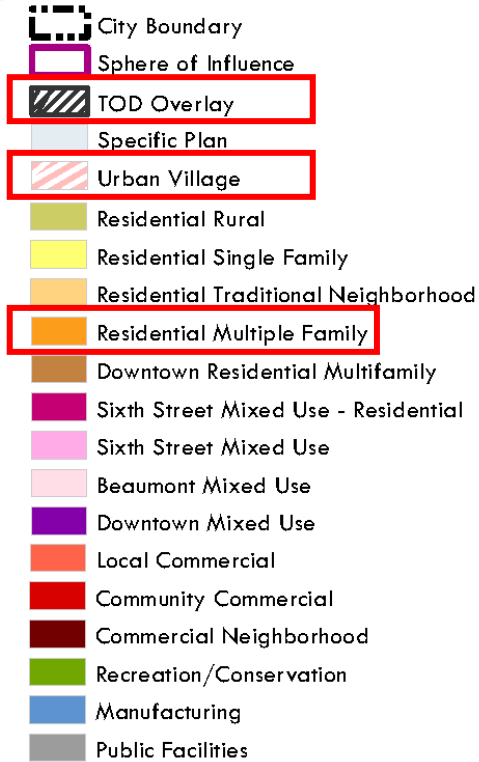 City Boundary
Sphere of Influence
TOD Overlay
Specific Plan
Urban Village
Residential Rural
Residential Single Family
Residential Traditional Neighborhood
Residential Multiple Family
Downtown Residential Multifamily
Sixth Street Mixed Use - Residential
Sixth Street Mixed Use
Beaumont Mixed Use
Downtown Mixed Use
Local Commercial
Community Commercial
Commercial Neighborhood
Recreation/Conservation
Manufacturing
Public Facilities